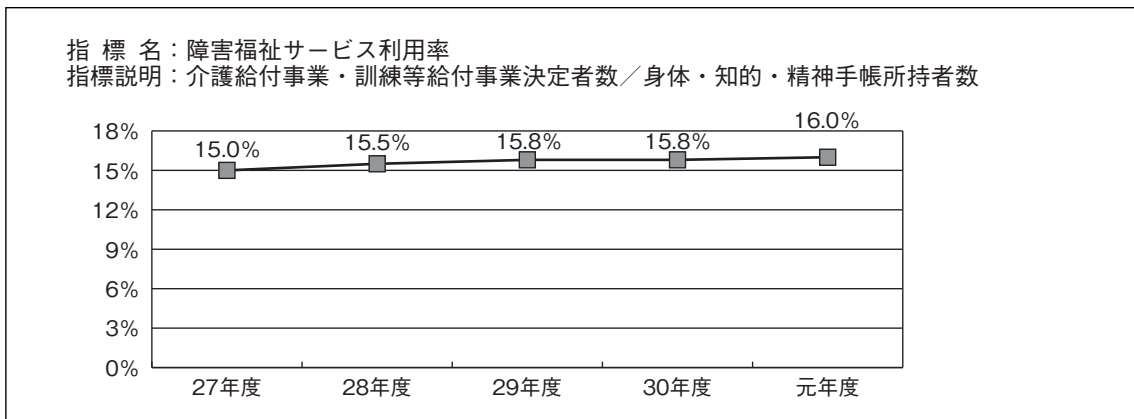 指 標 名：障害福祉サービス利用率
指標説明：介護給付事業・訓練等給付事業決定者数／身体・知的・精神手帳所持者数
18%
15%
12%
9%
6%
3%
0%
15.0%
15.5%
15.8%
15.8%
16.0%
27年度
28年度
29年度
30年度
元年度